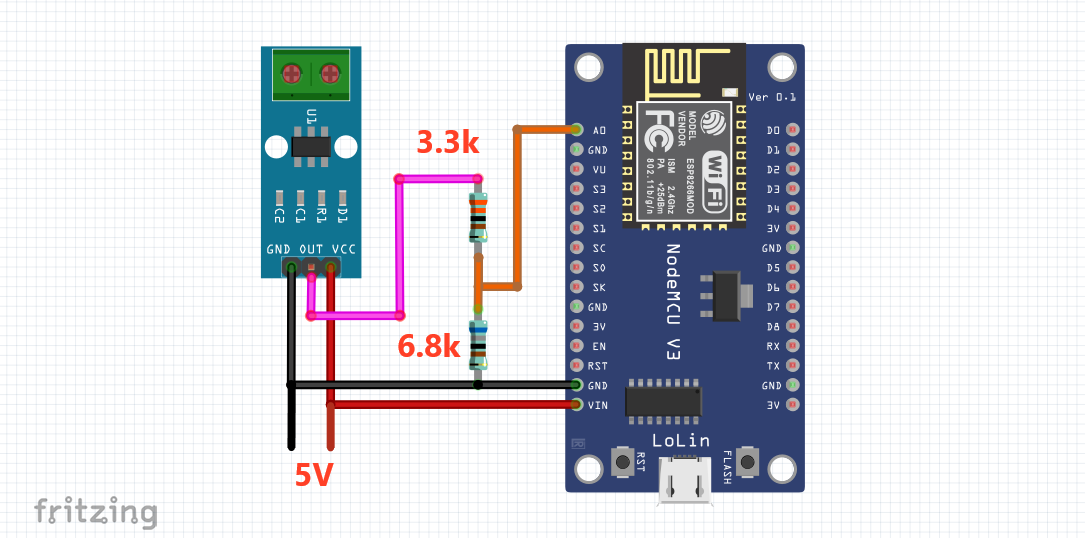 U1
C2
C1
R1
D1
GND OUT VCC
3.3k
6.8k
5V
A0
GND
VU
S3
S2
S1
SC
S0
SK
GND
3V
EN
RST
GND
VIN
Ver 0.1
MODEL
VENDOR
ESP8266MOD
FC
WiFi
ISM 2.4Ghz
PA +25dBm
802.11b/g/n
NodeMCU V3
D0
D1
D2
D3
D4
3V
GND
D5
D6
D7
D8
RX
TX
GND
3V
LoLin
RST
FLASH
fritzing